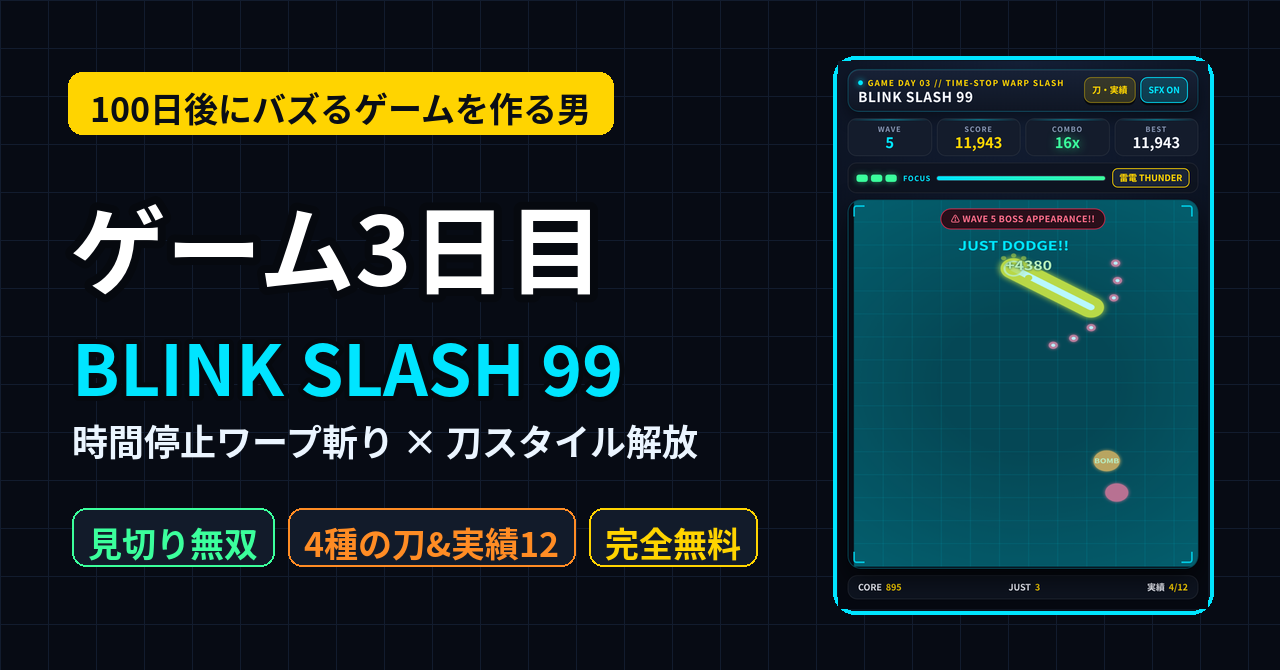 100日後にバズるゲームを作る男
ゲーム3日目
BLINK SLASH 99
時間停止ワープ斬り × 刀スタイル解放
見切り無双
4種の刀&実績12
完全無料
GAME DAY 03 // TIME-STOP WARP SLASH
BLINK SLASH 99
刀・実績
SFX ON
WAVE
5
SCORE
11,943
COMBO
16x
BEST
11,943
FOCUS
雷電 THUNDER
⚠ WAVE 5 BOSS APPEARANCE!!
JUST DODGE!!
+4380
BOMB
CORE 895
JUST 3
実績 4/12